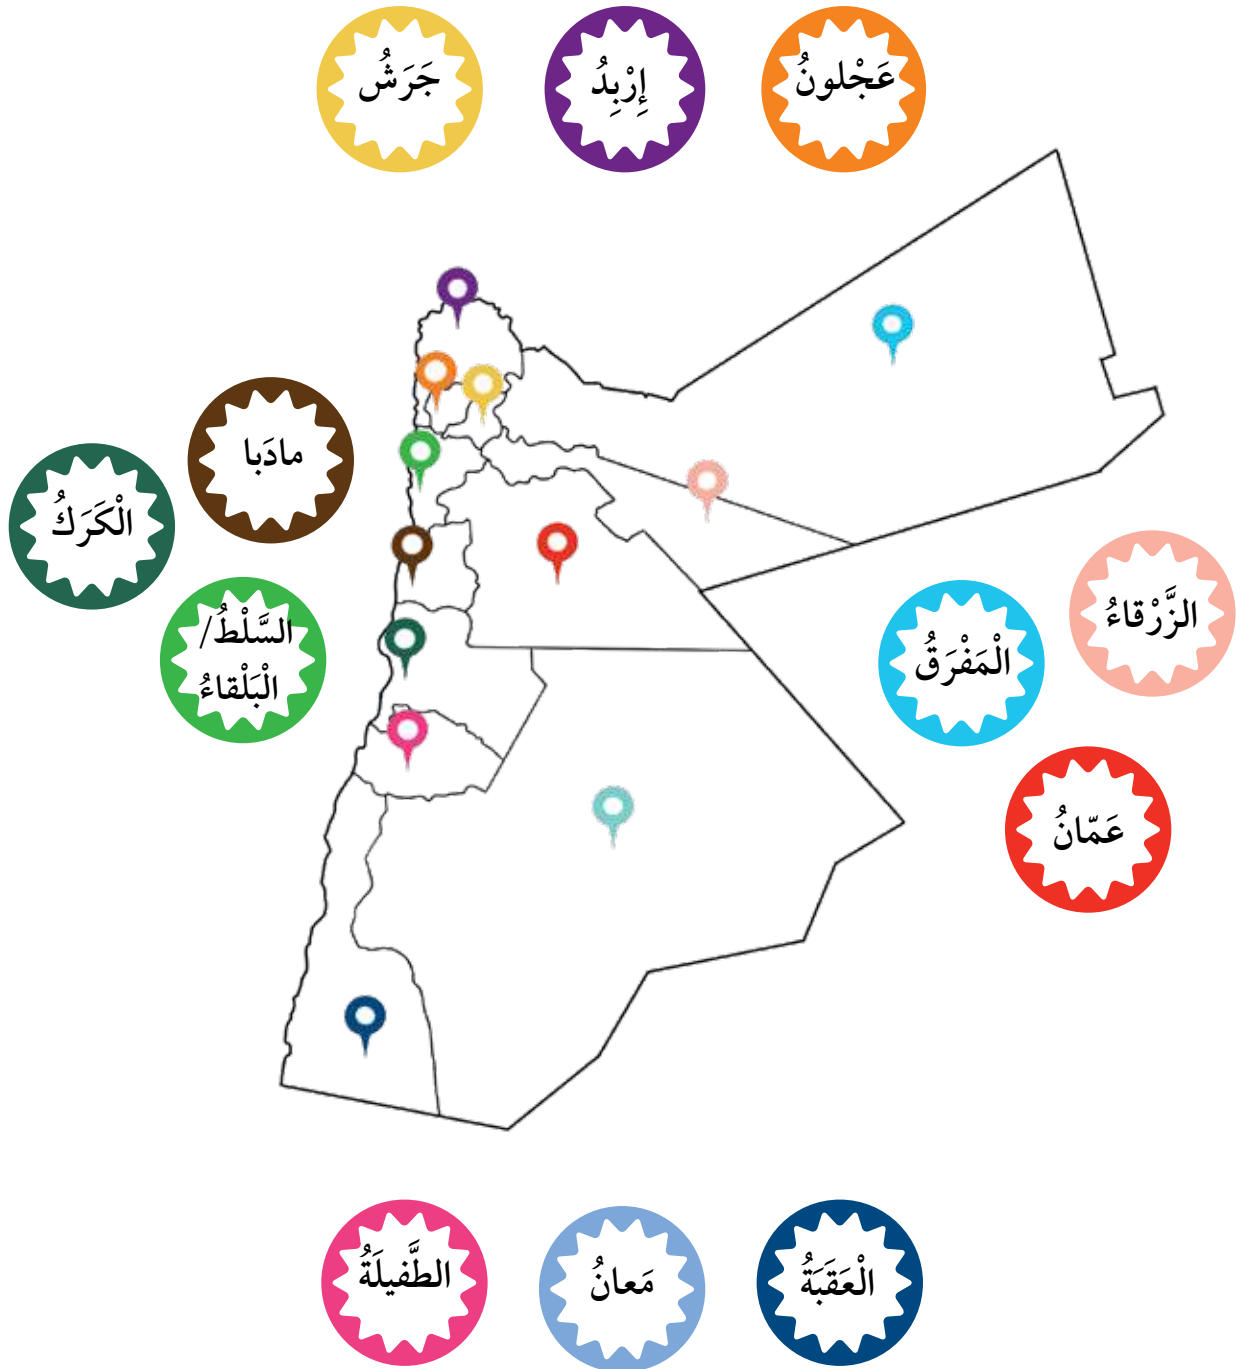 عَجْلونُ
إِرْبِدُ
جَرَشُ
مادَبا
الْكَرَكُ
السَّلْطُ/
الْبَلْقاءُ
الزَّرْقاءُ
الْمَفْرَقُ
عَمّانُ
الْعَقَبَةُ
مَعانُ
الطَّفيلَةُ